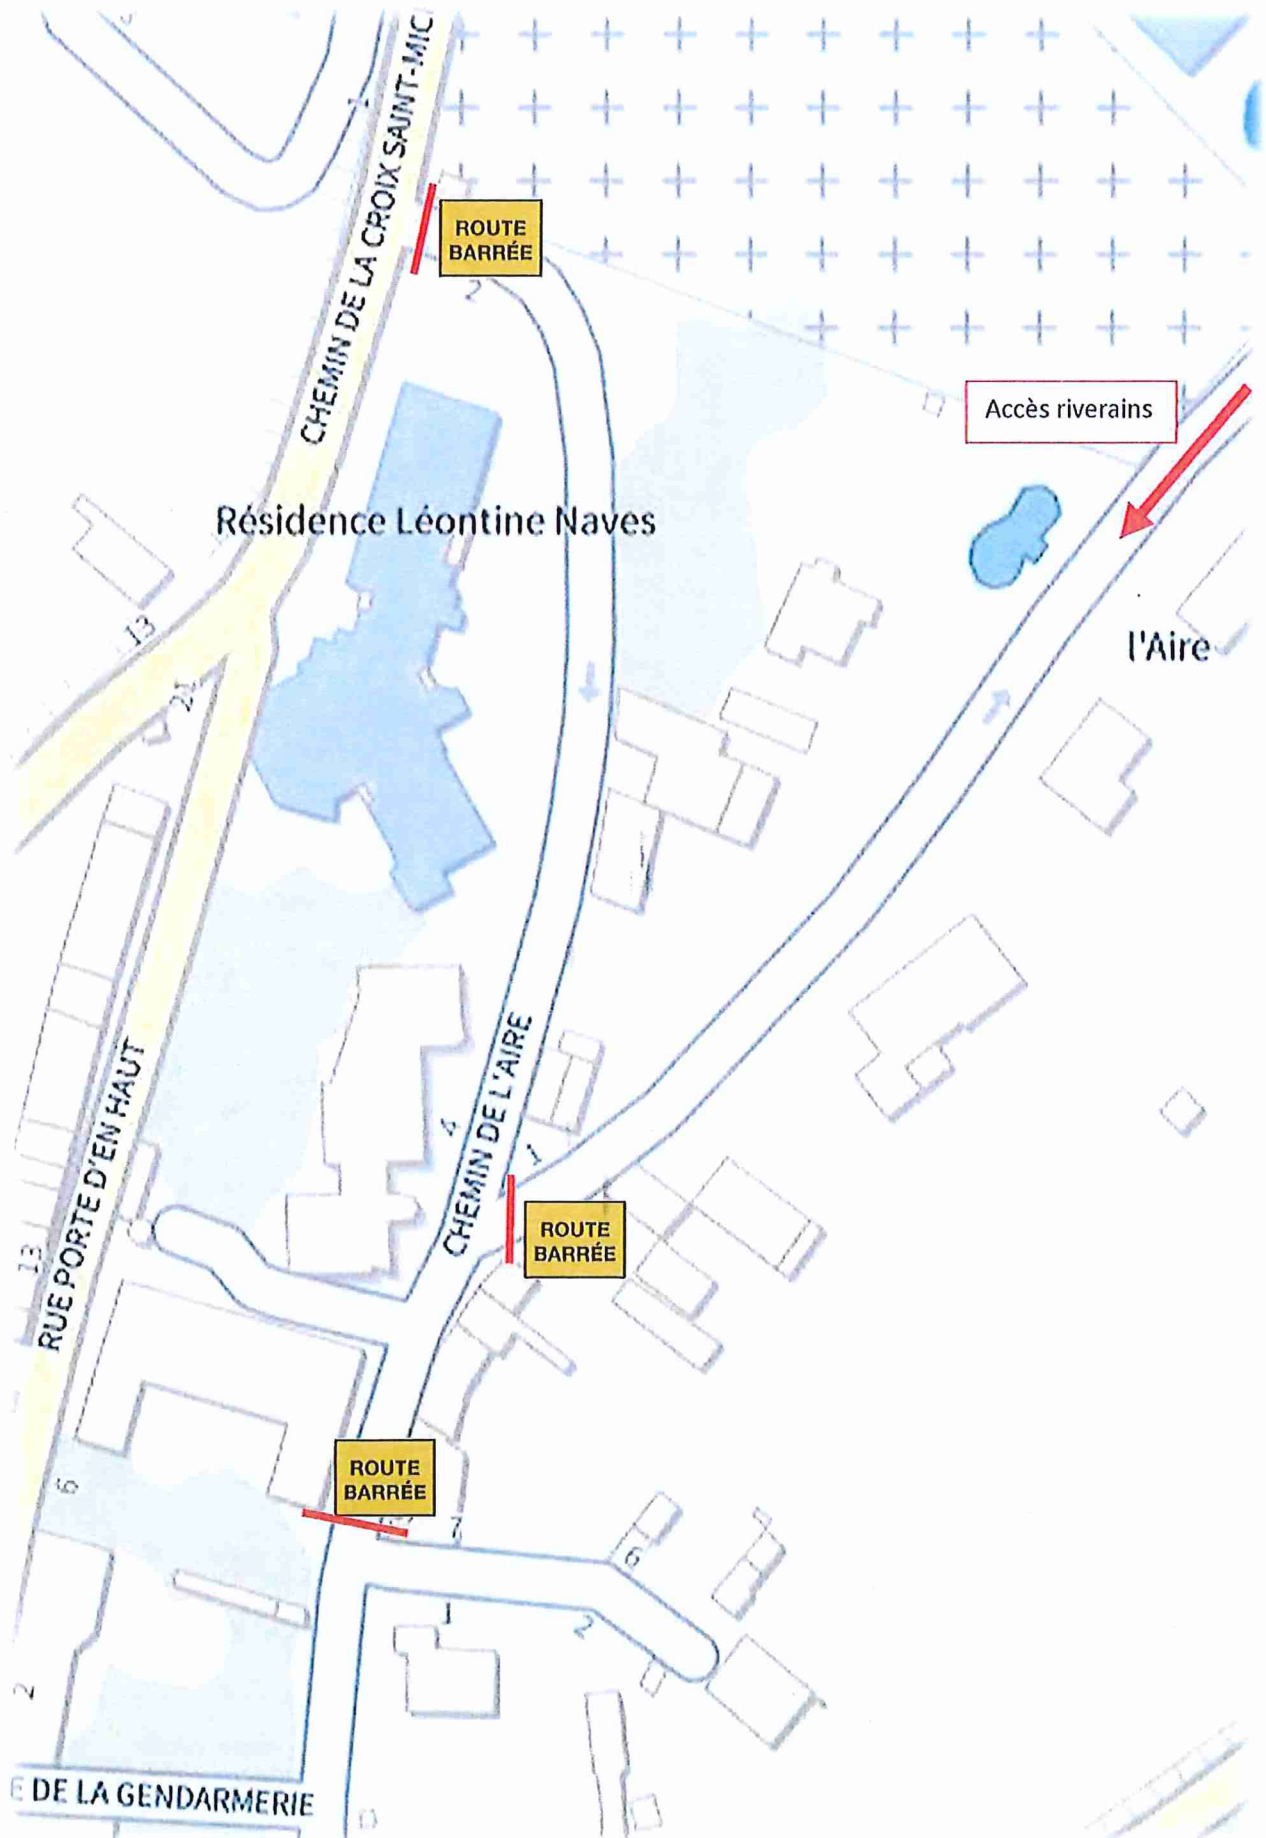 1
CHEMIN DE LA CROIX SAINT-MIC
ROUTE
BARRÉE
2
Accès riverains
Résidence Léontine Naves
13
21
l'Aire
CHEMIN DE L'AIRE
4
1
RUE PORTE D'EN HAUT
13
ROUTE
BARRÉE
ROUTE
BARRÉE
6
7
6
1
2
2
E DE LA GENDARMERIE